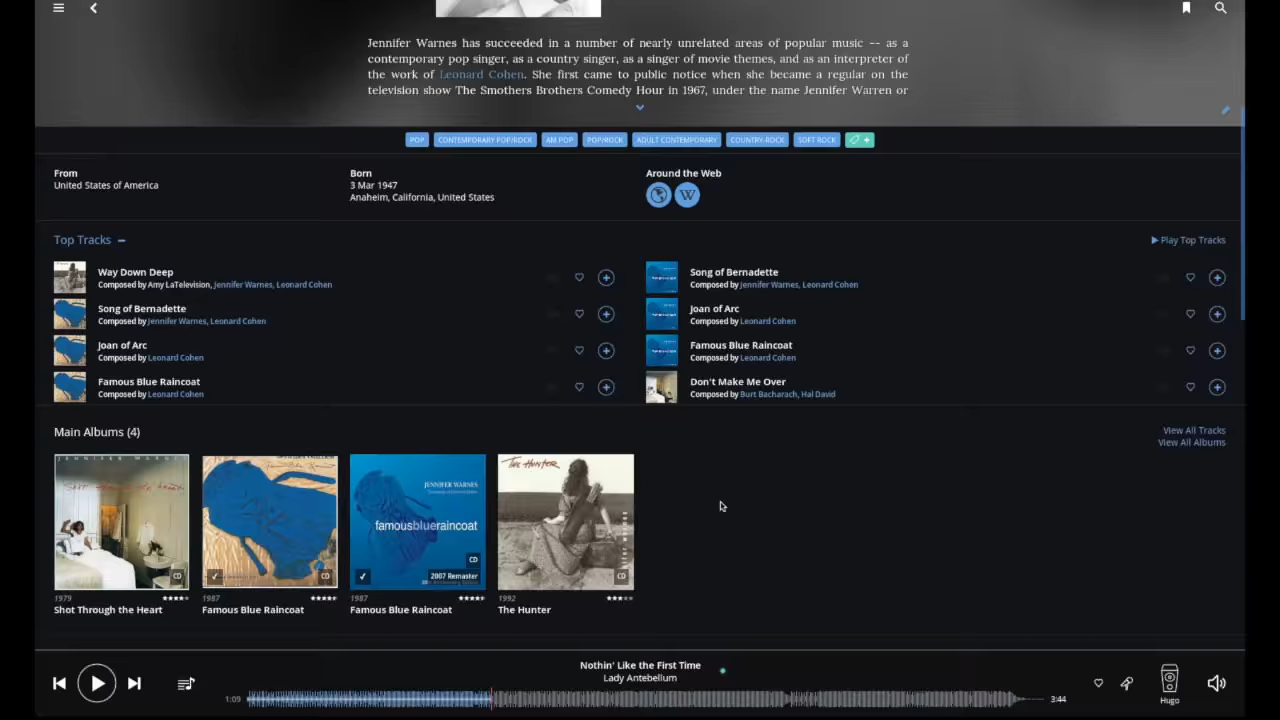 Jennifer Warnes has succeeded in a number of nearly unrelated areas of popular music -- as a
contemporary pop singer, as a country singer, as a singer of movie themes, and as an interpreter of
the work of Leonard Cohen. She first came to public notice when she became a regular on the
television show The Smothers Brothers Comedy Hour in 1967, under the name Jennifer Warren or
POP CONTEMPORARY POP/ROCK AM POP POP/ROCK ADULT CONTEMPORARY COUNTRY-ROCK SOFT ROCK
From
United States of America
Born
3 Mar 1947
Anaheim, California, United States
Around the Web
W
Top Tracks
Play Top Tracks
Way Down Deep
Composed by Amy LaTelevision, Jennifer Warnes, Leonard Cohen
Song of Bernadette
Composed by Jennifer Warnes, Leonard Cohen
Song of Bernadette
Composed by Jennifer Warnes, Leonard Cohen
Joan of Arc
Composed by Leonard Cohen
Joan of Arc
Composed by Leonard Cohen
Famous Blue Raincoat
Composed by Leonard Cohen
Famous Blue Raincoat
Composed by Leonard Cohen
Don't Make Me Over
Composed by Burt Bacharach, Hal David
Main Albums (4)
View All Tracks
View All Albums
JENNIFER WARNES
Shot Through the Heart
CD
CD
JENNIFER WARNES
famousblueraincoat
CD
2007 Remaster
The HunTer
jennifer warnes
CD
1979
Shot Through the Heart
1987
Famous Blue Raincoat
1987
Famous Blue Raincoat
1992
The Hunter
Nothin' Like the First Time
Lady Antebellum
1:09
3:44
Hugo